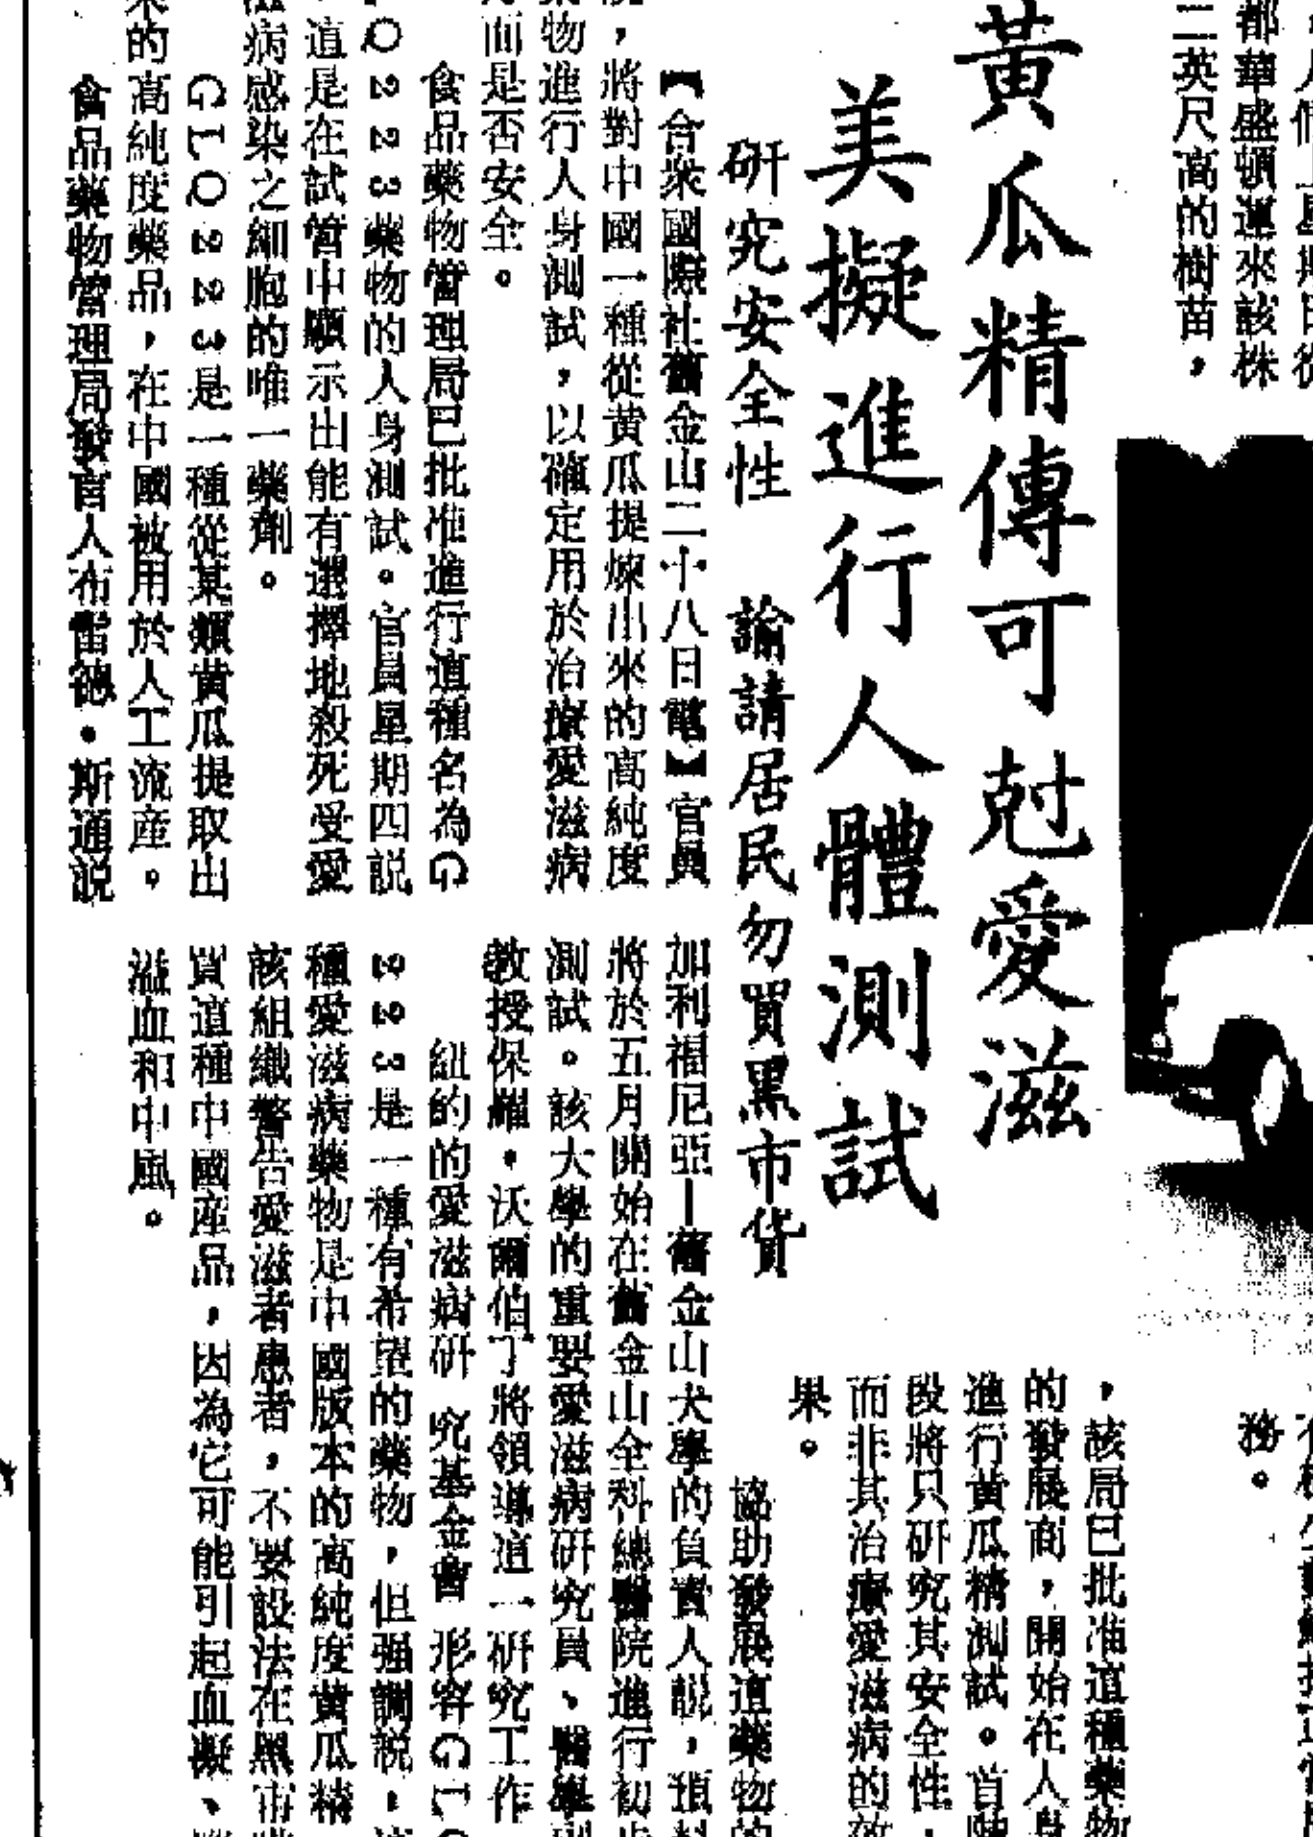 都華盛頓運來該株
二英尺高的樹苗，
黃瓜精傳可尅愛滋
美擬進行人體測試
研究安全性 諭請居民勿買黑市貨
【合衆國際社舊金山二十八日電】官員
，將對中國一種從黃瓜提煉出來的高純度
物進行人身測試，以確定用於治療愛滋病
面是否安全。
食品藥物管理局已批准進行這種名為G
Q223藥物的人身測試。官員星期四説
這是在試管中顯示出能有選擇地殺死受愛
病感染之細胞的唯一藥劑。
GLQ223是一種從某類黃瓜提取出
的高純度藥品，在中國被用於人工流産。
食品藥物管理局發言人布雷德·斯通説
，該局已批准這種藥物
的發展商，開始在人身
進行黃瓜精測試。首
段將只研究其安全性，
而非其治療愛滋病的效
果。
協助發展這藥物的
加利福尼亞—舊金山大學的負責人説，預料
將於五月開始在舊金山全科總醫院進行初步
測試。該大學的重要愛滋病研究員、醫學
教授保羅·沃爾伯丁將領導這一研究工作
紐約的愛滋病研究基金會形容GL
223是一種有希望的藥物，但强調説，
種愛滋病藥物是中國版本的高純度黃瓜精
該組織警告愛滋者患者，不要設法在黑市
買這種中國産品，因為它可能引起血凝、
溢血和中風。
務。